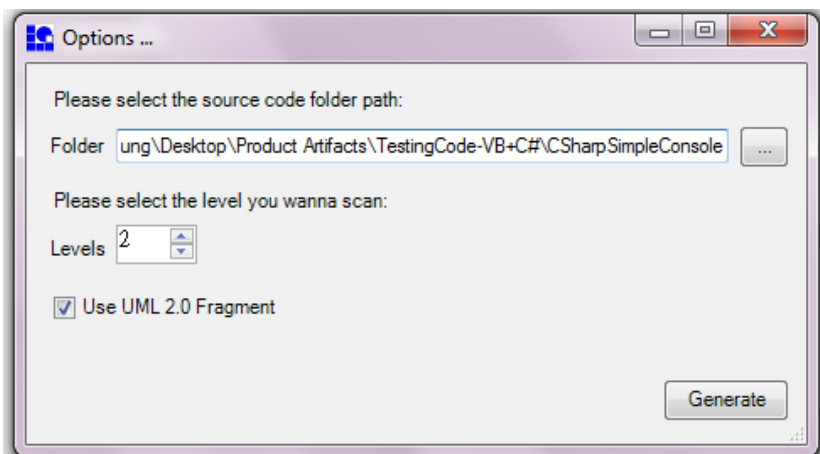 Options ...
Please select the source code folder path:
Folder ung\Desktop\Product Artifacts\TestingCode-VB+C#\CSharpSimpleConsole ...
Please select the level you wanna scan:
Levels 2
Use UML 2.0 Fragment
Generate